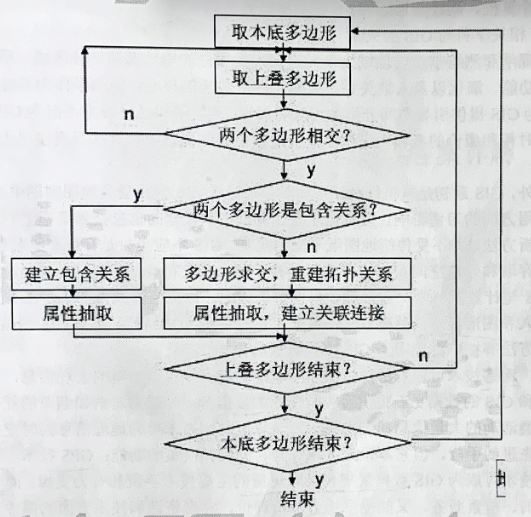 取本底多边形
取上叠多边形
n
两个多边形相交？
y
y
两个多边形是包含关系？
n
建立包含关系
多边形求交，重建拓扑关系
属性抽取
属性抽取，建立关联连接
上叠多边形结束？
n
y
本底多边形结束？
y
结束